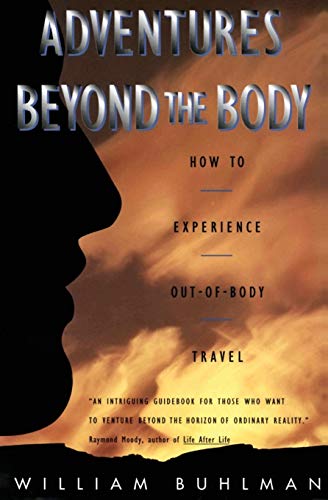 ADVENTURES
BEYOND THE BODY
HOW TO
EXPERIENCE
OUT-OF-BODY
TRAVEL
"AN INTRIGUING GUIDEBOOK FOR THOSE WHO WANT
TO VENTURE BEYOND THE HORIZON OF ORDINARY REALITY."
Raymond Moody, author of Life After Life
WILLIAM BUHLMAN